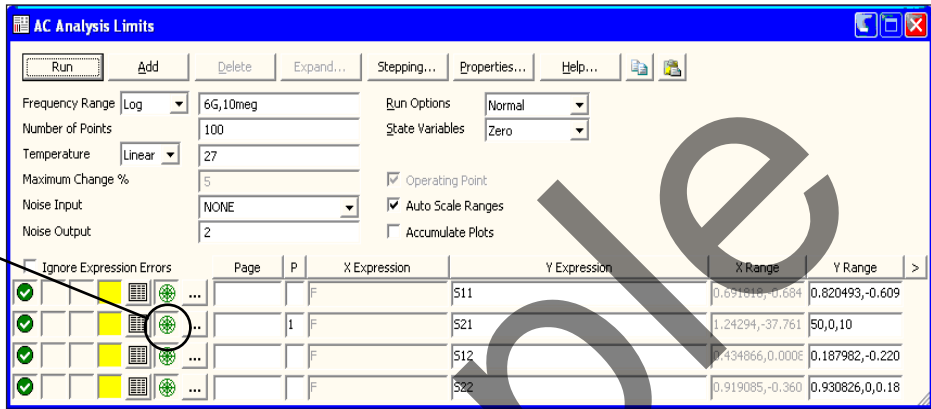 AC Analysis Limits
Run Add Delete Expand... Stepping... Properties... Help...
Frequency Range Log 6G,10meg Run Options Normal
Number of Points 100 State Variables Zero
Temperature Linear 27
Maximum Change % 5 Operating Point
Noise Input NONE Auto Scale Ranges
Noise Output 2 Accumulate Plots
Ignore Expression Errors Page P X Expression Y Expression X Range Y Range >
... F S11 0.691818,-0.684 0.820493,-0.609
... 1 F S21 1.24294,-37.761 50,0,10
... F S12 0.434866,0.0008 0.187982,-0.220
... F S22 0.919085,-0.360 0.930826,0,0.18
ple